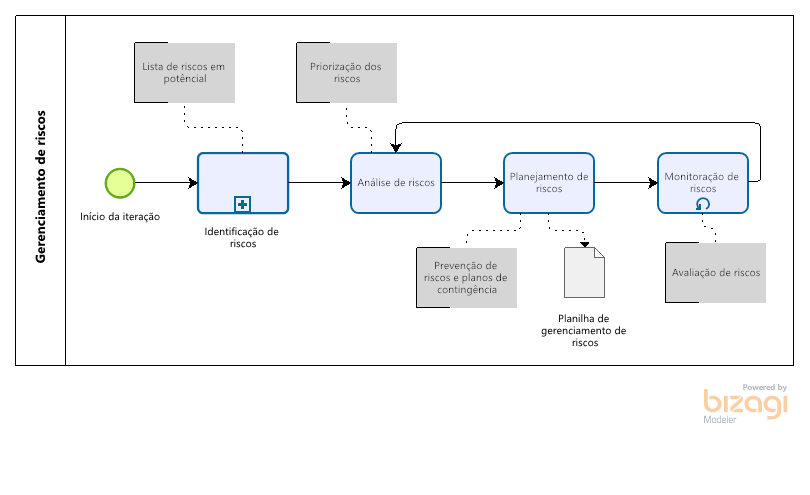 Gerenciamento de riscos
Lista de riscos em
potêncial
Priorização dos
riscos
Início da iteração
Identificação de
riscos
Análise de riscos
Planejamento de
riscos
Monitoração de
riscos
Prevenção de
riscos e planos de
contingência
Planilha de
gerenciamento de
riscos
Avaliação de riscos
Powered by
bizagi
Modeler